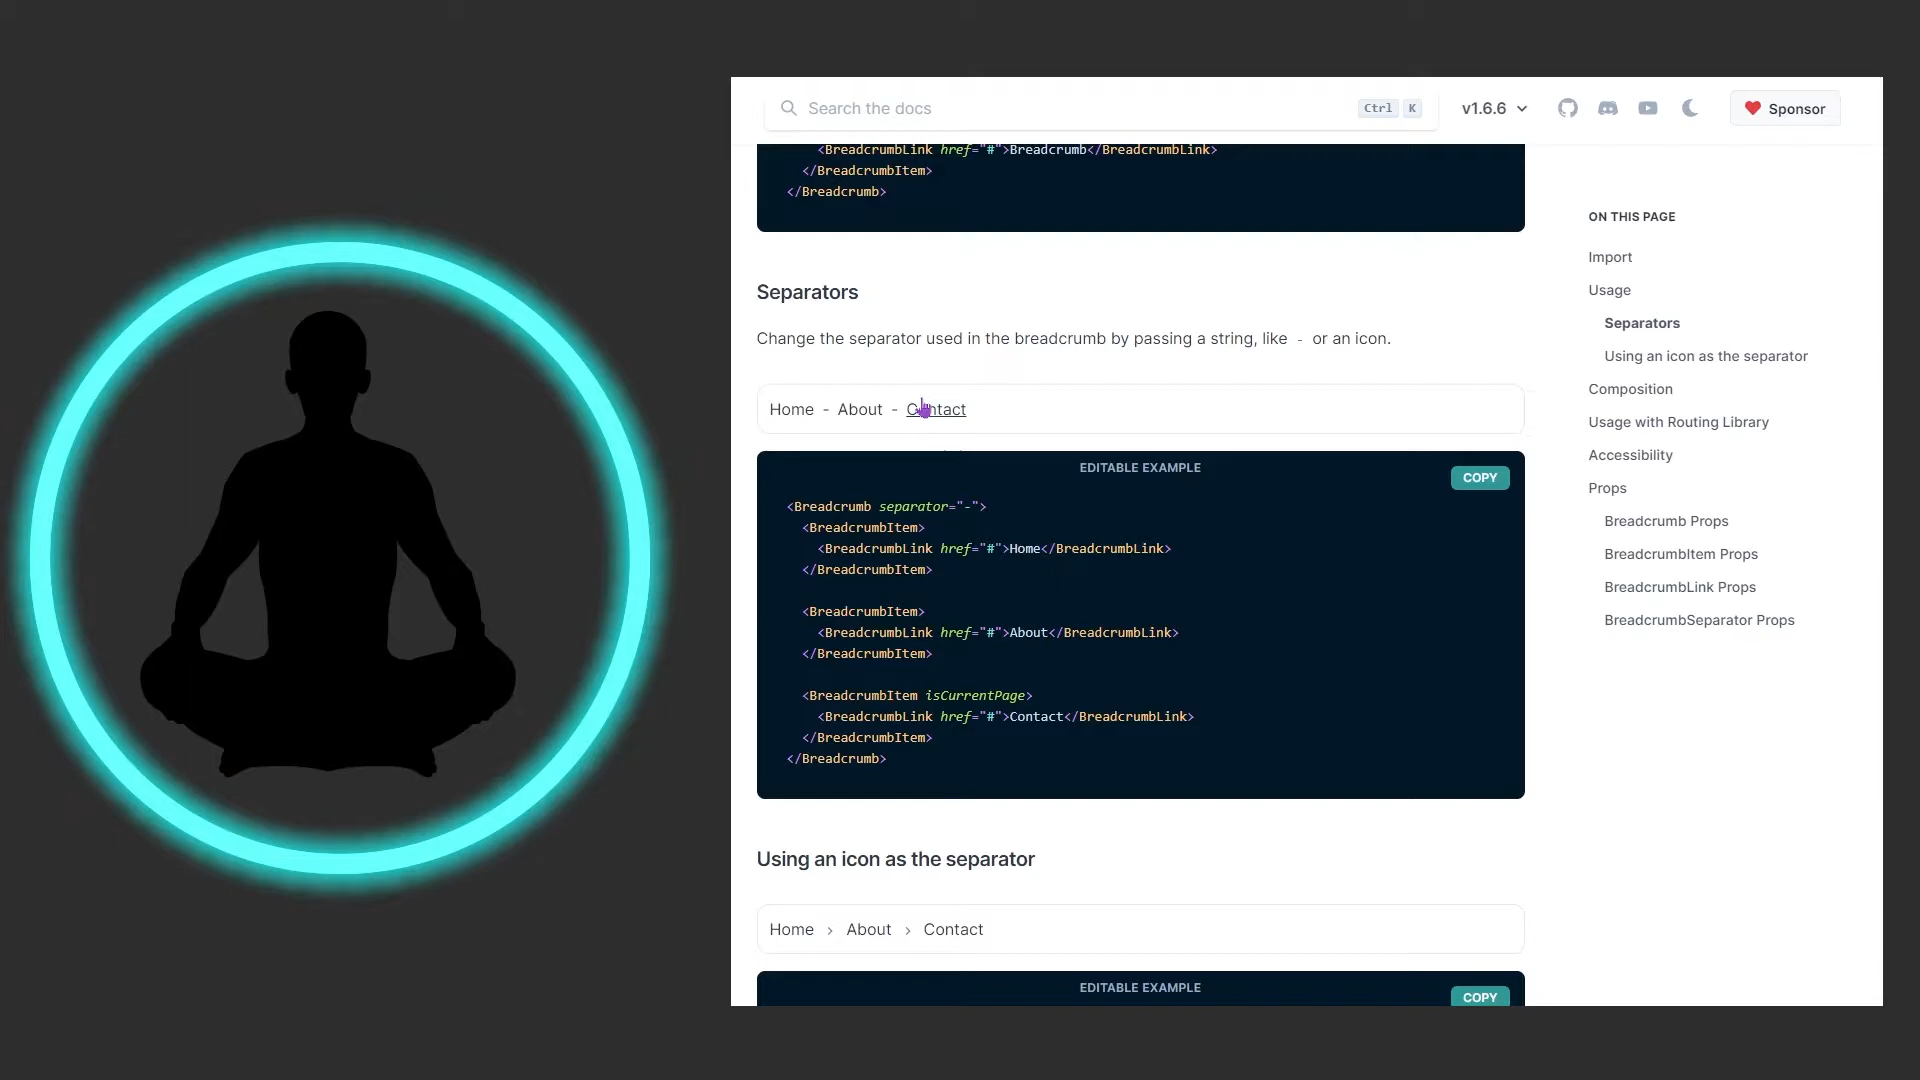 Search the docs
Ctrl K
v1.6.6
Sponsor
<BreadcrumbLink href="#">Breadcrumb</BreadcrumbLink>
</BreadcrumbItem>
</Breadcrumb>
Separators
Change the separator used in the breadcrumb by passing a string, like - or an icon.
Home - About - Contact
EDITABLE EXAMPLE
COPY
<Breadcrumb separator="-">
<BreadcrumbItem>
<BreadcrumbLink href="#">Home</BreadcrumbLink>
</BreadcrumbItem>
<BreadcrumbItem>
<BreadcrumbLink href="#">About</BreadcrumbLink>
</BreadcrumbItem>
<BreadcrumbItem isCurrentPage>
<BreadcrumbLink href="#">Contact</BreadcrumbLink>
</BreadcrumbItem>
</Breadcrumb>
Using an icon as the separator
Home > About > Contact
EDITABLE EXAMPLE
COPY
ON THIS PAGE
Import
Usage
Separators
Using an icon as the separator
Composition
Usage with Routing Library
Accessibility
Props
Breadcrumb Props
BreadcrumbItem Props
BreadcrumbLink Props
BreadcrumbSeparator Props